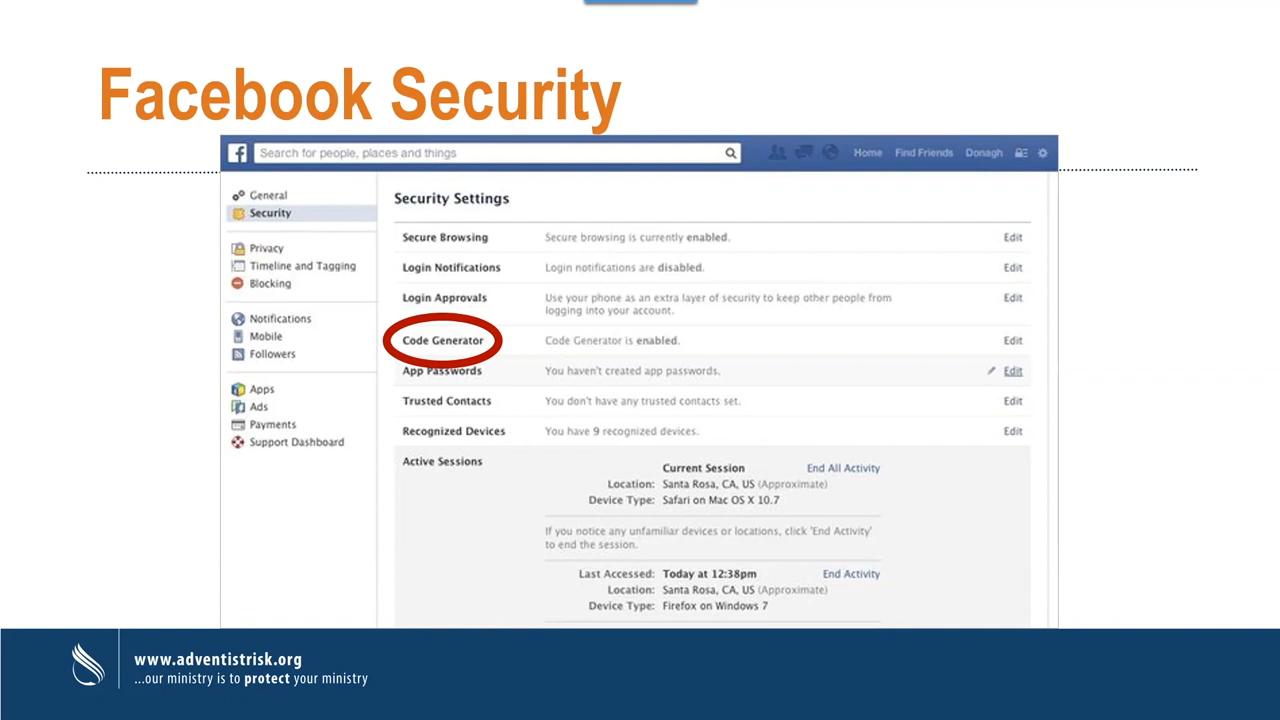 Facebook Security
Search for people, places and things
Home Find Friends Donagh
General
Security
Privacy
Timeline and Tagging
Blocking
Notifications
Mobile
Followers
Apps
Ads
Payments
Support Dashboard
Security Settings
Secure Browsing Secure browsing is currently enabled. Edit
Login Notifications Login notifications are disabled. Edit
Login Approvals Use your phone as an extra layer of security to keep other people from Edit
logging into your account.
Code Generator Code Generator is enabled. Edit
App Passwords You haven't created app passwords. Edit
Trusted Contacts You don't have any trusted contacts set. Edit
Recognized Devices You have 9 recognized devices. Edit
Active Sessions
Current Session End All Activity
Location: Santa Rosa, CA, US (Approximate)
Device Type: Safari on Mac OS X 10.7
If you notice any unfamiliar devices or locations, click 'End Activity'
to end the session.
Last Accessed: Today at 12:38pm End Activity
Location: Santa Rosa, CA, US (Approximate)
Device Type: Firefox on Windows 7
www.adventistrisk.org
...our ministry is to protect your ministry